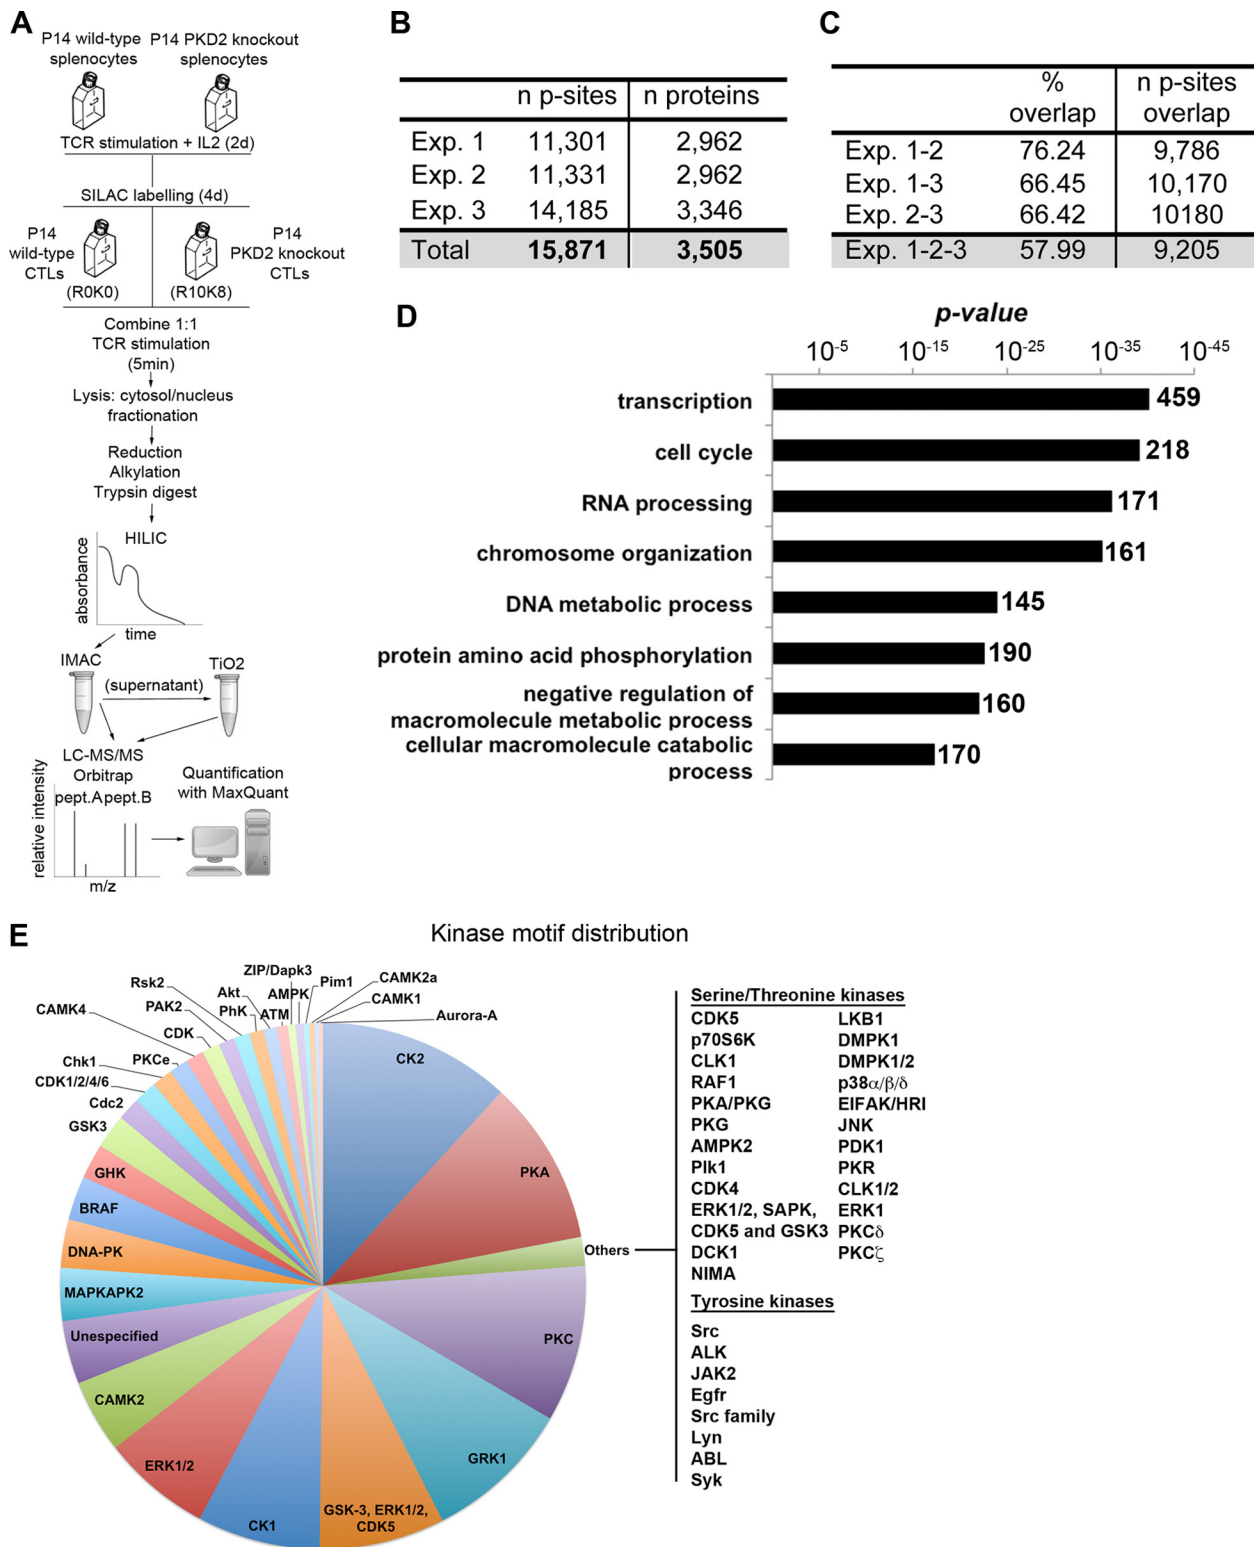 A
P14 wild-type splenocytes
P14 PKD2 knockout splenocytes
TCR stimulation + IL2 (2d)
SILAC labelling (4d)
P14 wild-type CTLs
(R0K0)
P14 PKD2 knockout CTLs
(R10K8)
Combine 1:1
TCR stimulation
(5min)
Lysis: cytosol/nucleus
fractionation
Reduction
Alkylation
Trypsin digest
HILIC
absorbance
time
IMAC
(supernatant)
TiO2
LC-MS/MS
Orbitrap
pept.A pept.B
relative intensity
m/z
Quantification
with MaxQuant
B
n p-sites n proteins
Exp. 1 11,301 2,962
Exp. 2 11,331 2,962
Exp. 3 14,185 3,346
Total 15,871 3,505
C
% overlap n p-sites overlap
Exp. 1-2 76.24 9,786
Exp. 1-3 66.45 10,170
Exp. 2-3 66.42 10180
Exp. 1-2-3 57.99 9,205
D
p-value
10-5 10-15 10-25 10-35 10-45
transcription 459
cell cycle 218
RNA processing 171
chromosome organization 161
DNA metabolic process 145
protein amino acid phosphorylation 190
negative regulation of
macromolecule metabolic process 160
cellular macromolecule catabolic
process 170
E
Kinase motif distribution
CK2
PKA
Others
PKC
GRK1
GSK-3, ERK1/2,
CDK5
CK1
ERK1/2
CAMK2
Unespecified
MAPKAPK2
DNA-PK
BRAF
GHK
GSK3
Cdc2
CDK1/2/4/6
Chk1
PKCe
CAMK4
CDK
PAK2
Rsk2
PhK
Akt
ATM
ZIP/Dapk3
AMPK
Pim1
CAMK2a
CAMK1
Aurora-A
Serine/Threonine kinases
CDK5 LKB1
p70S6K DMPK1
CLK1 DMPK1/2
RAF1 p38α/β/δ
PKA/PKG EIFAK/HRI
PKG JNK
AMPK2 PDK1
Plk1 PKR
CDK4 CLK1/2
ERK1/2, SAPK, ERK1
CDK5 and GSK3 PKCδ
DCK1 PKCζ
NIMA
Tyrosine kinases
Src
ALK
JAK2
Egfr
Src family
Lyn
ABL
Syk